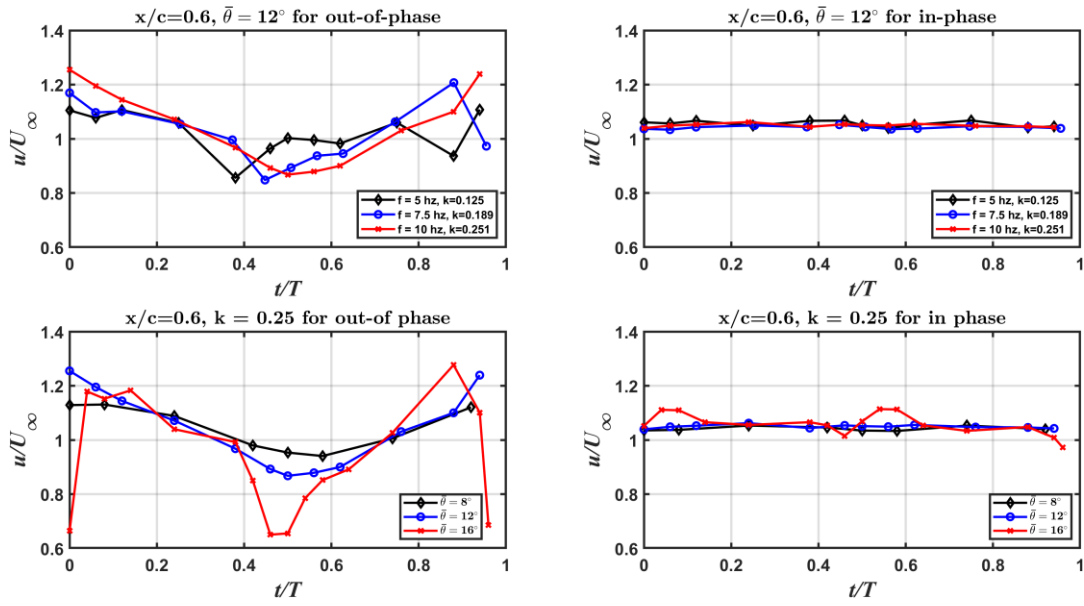 x/c=0.6, θ̄ = 12° for out-of-phase
1.4
1.2
1
0.8
0.6
u/U∞
f = 5 hz, k=0.125
f = 7.5 hz, k=0.189
f = 10 hz, k=0.251
0 0.2 0.4 0.6 0.8 1
t/T
x/c=0.6, θ̄ = 12° for in-phase
1.4
1.2
1
0.8
0.6
u/U∞
f = 5 hz, k=0.125
f = 7.5 hz, k=0.189
f = 10 hz, k=0.251
0 0.2 0.4 0.6 0.8 1
t/T
x/c=0.6, k = 0.25 for out-of phase
1.4
1.2
1
0.8
0.6
u/U∞
θ̄ = 8°
θ̄ = 12°
θ̄ = 16°
0 0.2 0.4 0.6 0.8 1
t/T
x/c=0.6, k = 0.25 for in phase
1.4
1.2
1
0.8
0.6
u/U∞
θ̄ = 8°
θ̄ = 12°
θ̄ = 16°
0 0.2 0.4 0.6 0.8 1
t/T